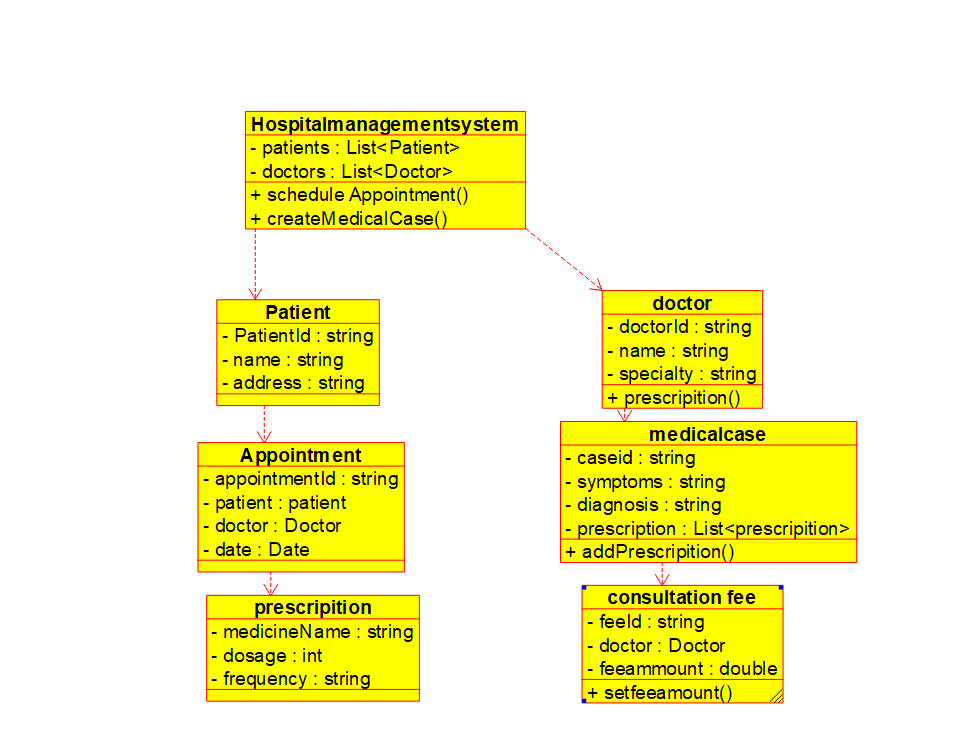 Hospitalmanagementsystem
- patients : List<Patient>
- doctors : List<Doctor>
+ schedule Appointment()
+ createMedicalCase()
Patient
- PatientId : string
- name : string
- address : string
doctor
- doctorId : string
- name : string
- specialty : string
+ prescripition()
Appointment
- appointmentId : string
- patient : patient
- doctor : Doctor
- date : Date
medicalcase
- caseid : string
- symptoms : string
- diagnosis : string
- prescription : List<prescripition>
+ addPrescripition()
prescripition
- medicineName : string
- dosage : int
- frequency : string
consultation fee
- feeId : string
- doctor : Doctor
- feeammount : double
+ setfeeamount()